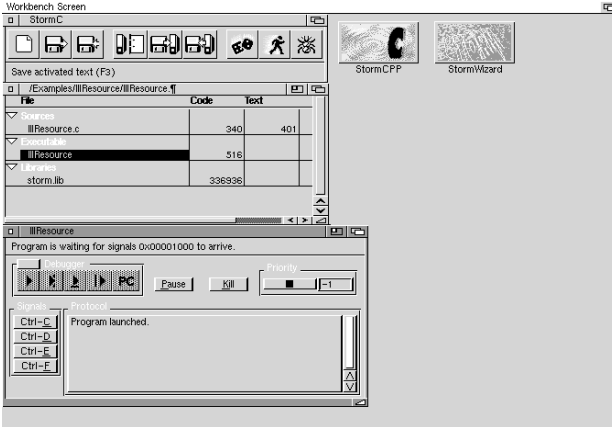 Workbench Screen
StormC
Save activated text (F3)
StormCPP
StormWizard
/Examples/IllResource/IllResource.¶
File Code Text
Sources
IllResource.c 340 401
Executable
IllResource 516
Libraries
storm.lib 336936
IllResource
Program is waiting for signals 0x00001000 to arrive.
Debugger
PC
Pause
Kill
Priority
-1
Signals
Ctrl-C
Ctrl-D
Ctrl-E
Ctrl-F
Protocol
Program launched.